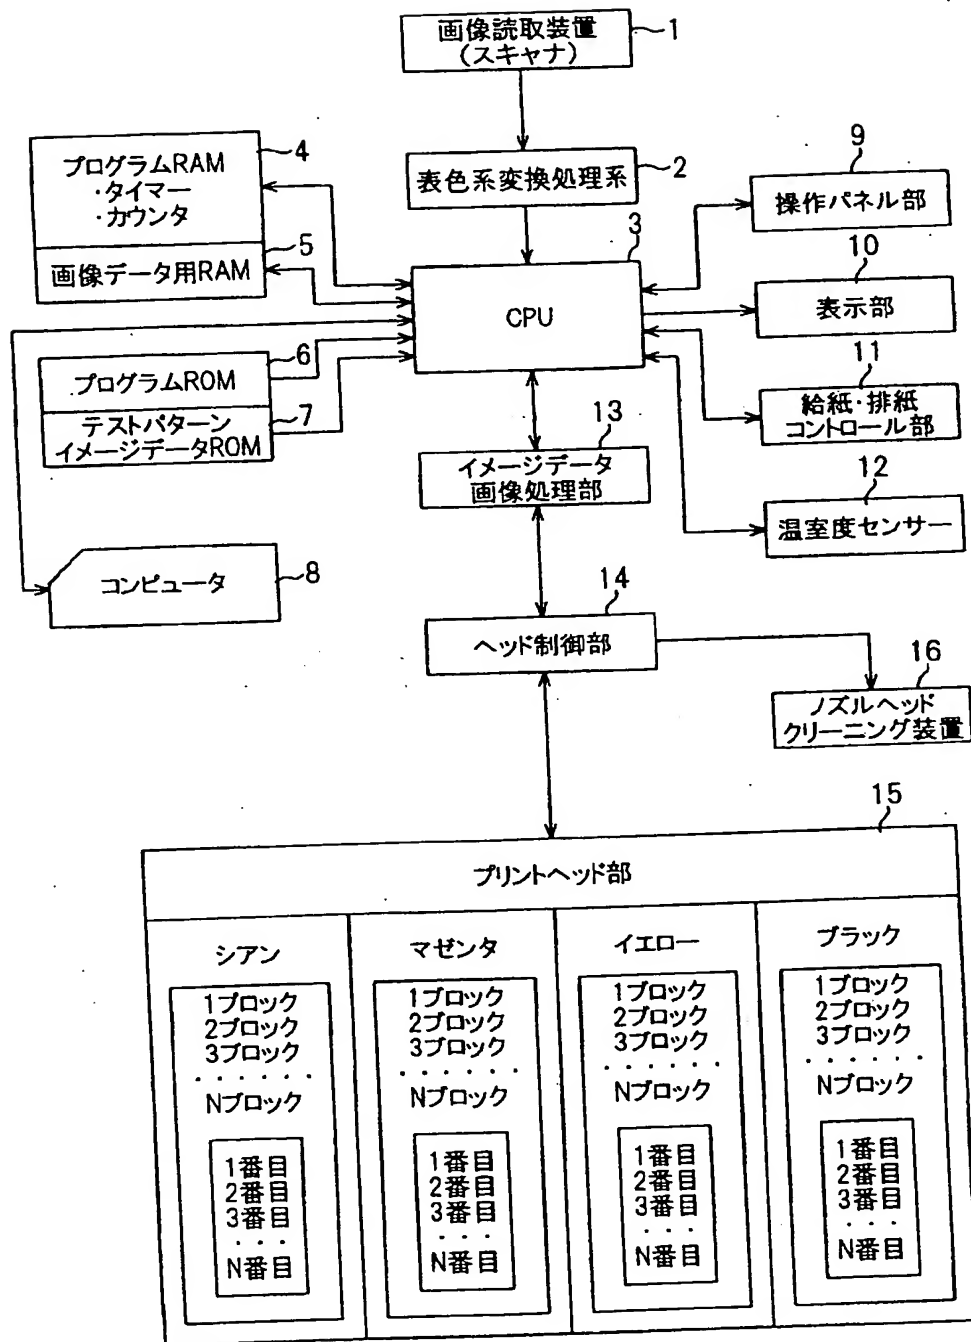 画像読取装置
(スキャナ)
1
表色系変換処理系
2
プログラムRAM
・タイマー
・カウンタ
4
画像データ用RAM
5
CPU
3
操作パネル部
9
表示部
10
給紙・排紙
コントロール部
11
温室度センサー
12
プログラムROM
6
テストパターン
イメージデータROM
7
コンピュータ
8
イメージデータ
画像処理部
13
ヘッド制御部
14
ノズルヘッド
クリーニング装置
16
15
プリントヘッド部
シアン
1ブロック
2ブロック
3ブロック
・・・・・・
Nブロック
1番目
2番目
3番目
・・・
N番目
マゼンタ
1ブロック
2ブロック
3ブロック
・・・・・・
Nブロック
1番目
2番目
3番目
・・・
N番目
イエロー
1ブロック
2ブロック
3ブロック
・・・・・・
Nブロック
1番目
2番目
3番目
・・・
N番目
ブラック
1ブロック
2ブロック
3ブロック
・・・・・・
Nブロック
1番目
2番目
3番目
・・・
N番目